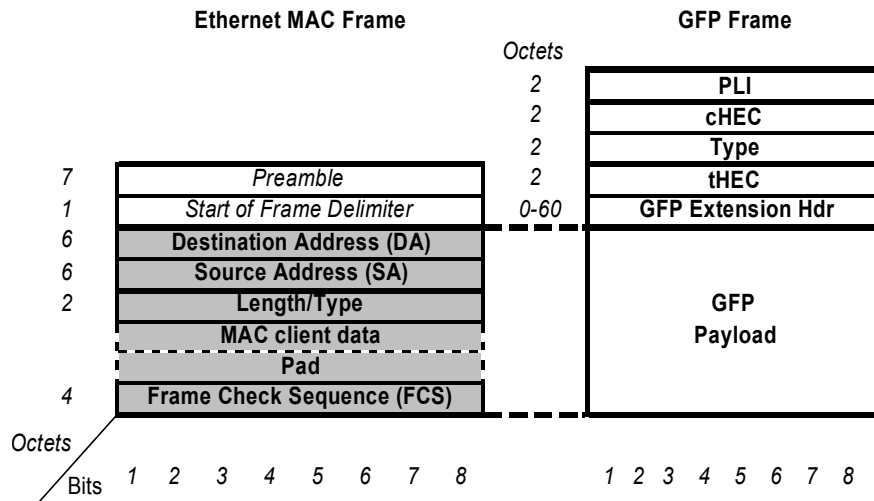 Ethernet MAC Frame GFP Frame
Octets
2 PLI
2 cHEC
2 Type
7 Preamble 2 tHEC
1 Start of Frame Delimiter 0-60 GFP Extension Hdr
6 Destination Address (DA)
6 Source Address (SA)
2 Length/Type GFP
MAC client data Payload
Pad
4 Frame Check Sequence (FCS)
Octets
Bits 1 2 3 4 5 6 7 8 1 2 3 4 5 6 7 8